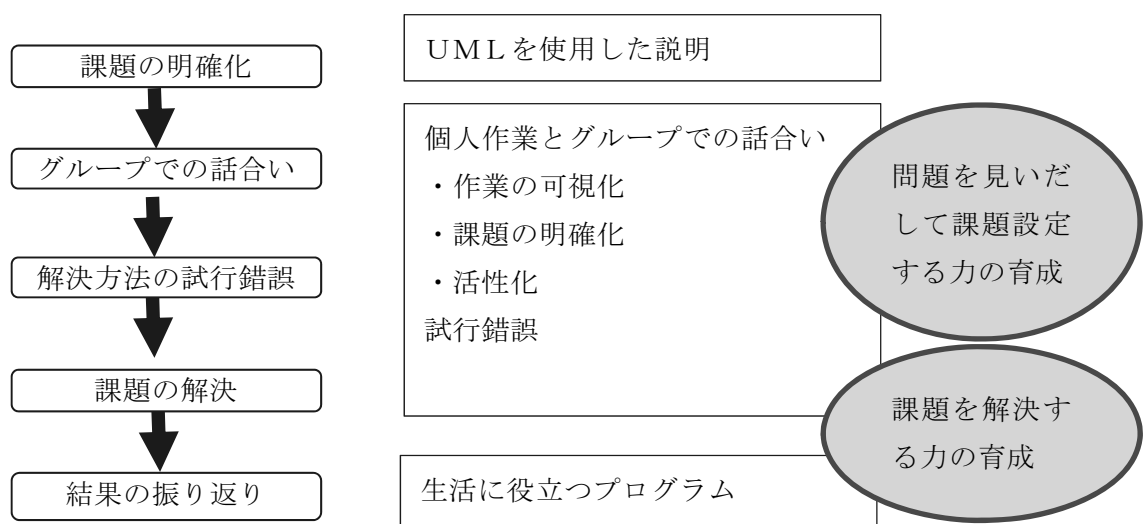 課題の明確化
グループでの話合い
解決方法の試行錯誤
課題の解決
結果の振り返り
ＵＭＬを使用した説明
個人作業とグループでの話合い
・作業の可視化
・課題の明確化
・活性化
試行錯誤
生活に役立つプログラム
問題を見いだ
して課題設定
する力の育成
課題を解決す
る力の育成